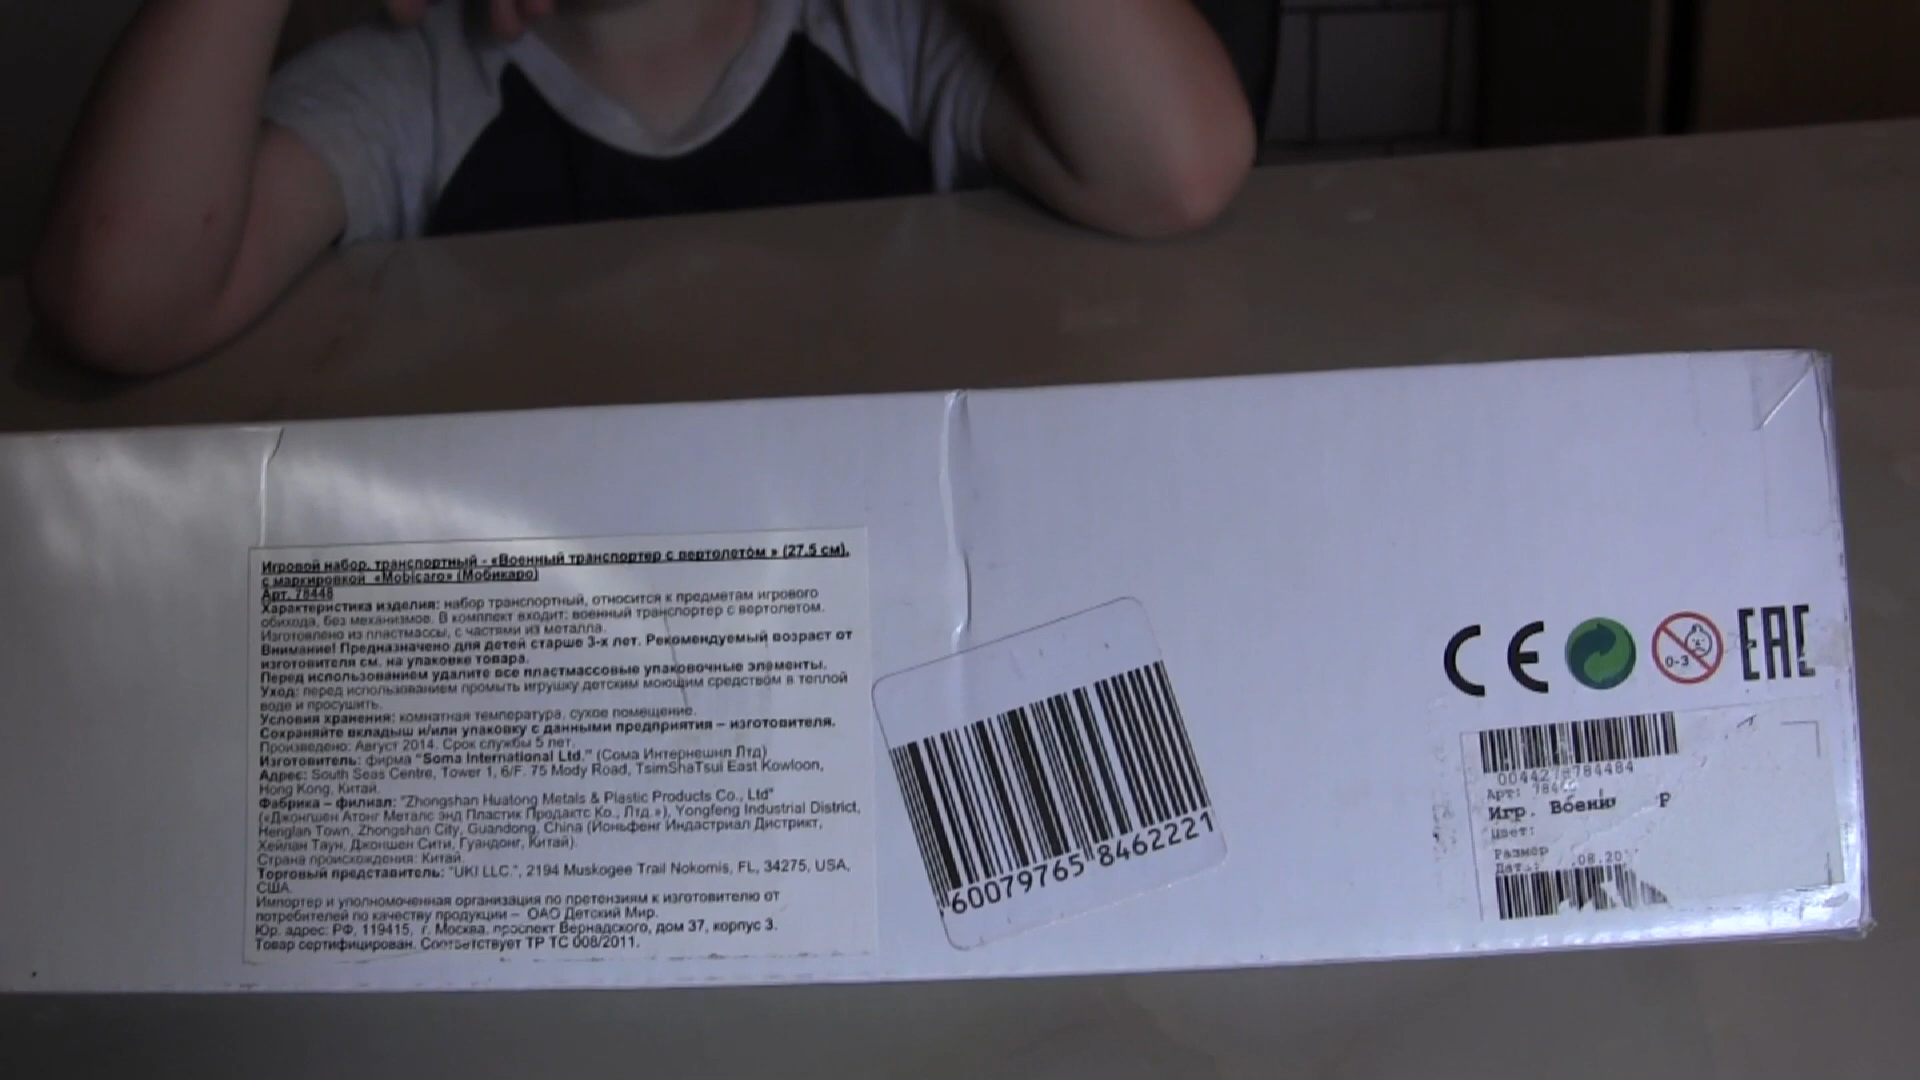 Игровой набор, транспортный - «Военный транспортер с вертолетом » (27.5 см),
с маркировкой «Mobicaro» (Мобикаро)
Арт. 78448
Характеристика изделия: набор транспортный, относится к предметам игрового
обихода, без механизмов. В комплект входит: военный транспортер с вертолетом.
Изготовлено из пластмассы, с частями из металла.
Внимание! Предназначено для детей старше 3-х лет. Рекомендуемый возраст от
изготовителя см. на упаковке товара.
Перед использованием удалите все пластмассовые упаковочные элементы.
Уход: перед использованием промыть игрушку детским моющим средством в теплой
воде и просушить.
Условия хранения: комнатная температура, сухое помещение.
Сохраняйте вкладыш и/или упаковку с данными предприятия – изготовителя.
Произведено: Август 2014. Срок службы 5 лет.
Изготовитель: фирма "Soma International Ltd." (Сома Интернешнл Лтд)
Адрес: South Seas Centre, Tower 1, 6/F. 75 Mody Road, TsimShaTsui East Kowloon,
Hong Kong, Китай.
Фабрика – филиал: "Zhongshan Huatong Metals & Plastic Products Co., Ltd"
(«Джоншен Атонг Металс энд Пластик Продактс Ко., Лтд.»), Yongfeng Industrial District,
Henglan Town, Zhongshan City, Guandong, China (Ионьфенг Индастриал Дистрикт,
Хейлан Таун, Джоншен Сити, Гуандонг, Китай).
Страна происхождения: Китай.
Торговый представитель: "UKI LLC.", 2194 Muskogee Trail Nokomis, FL, 34275, USA,
США.
Импортер и уполномоченная организация по претензиям к изготовителю от
потребителей по качеству продукции – ОАО Детский Мир.
Юр. адрес: РФ, 119415, г. Москва, проспект Вернадского, дом 37, корпус 3.
Товар сертифицирован. Соответствует ТР ТС 008/2011.
60079765 8462221
CE
0-3
EAC
Арт:
Игр.
Цвет:
Размер